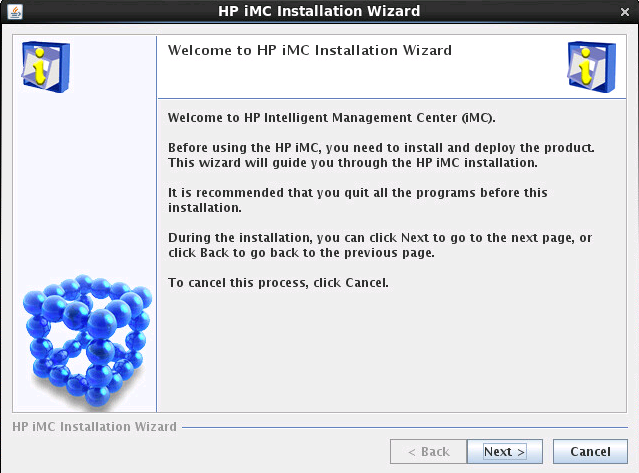 HP iMC Installation Wizard
Welcome to HP iMC Installation Wizard
Welcome to HP Intelligent Management Center (iMC).
Before using the HP iMC, you need to install and deploy the product.
This wizard will guide you through the HP iMC installation.
It is recommended that you quit all the programs before this
installation.
During the installation, you can click Next to go to the next page, or
click Back to go back to the previous page.
To cancel this process, click Cancel.
HP iMC Installation Wizard
< Back Next > Cancel